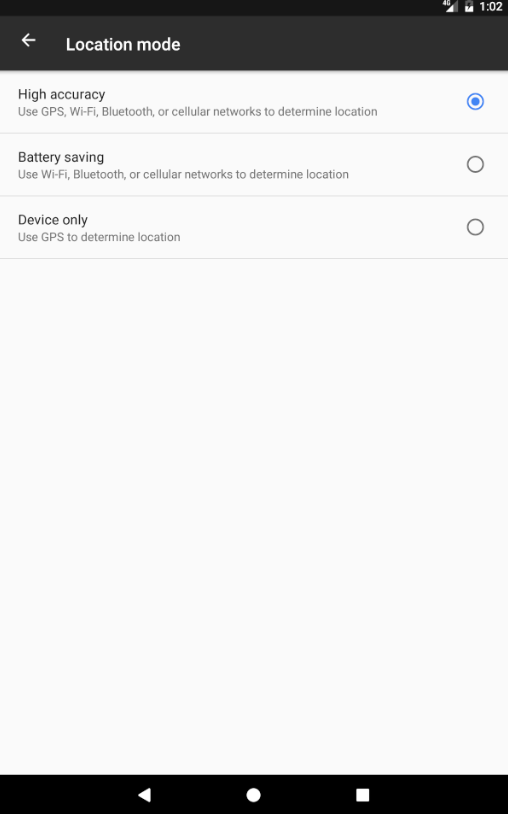 4G 1:02
Location mode
High accuracy
Use GPS, Wi-Fi, Bluetooth, or cellular networks to determine location
Battery saving
Use Wi-Fi, Bluetooth, or cellular networks to determine location
Device only
Use GPS to determine location